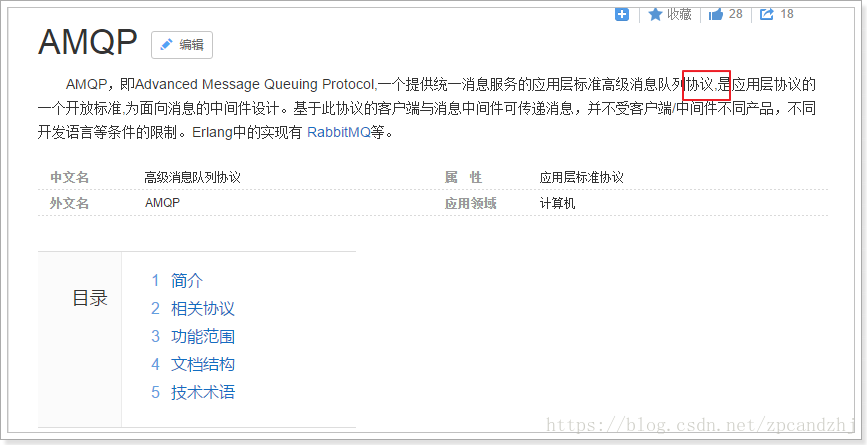 收藏 28 18
AMQP 编辑
AMQP，即Advanced Message Queuing Protocol,一个提供统一消息服务的应用层标准高级消息队列协议,是应用层协议的
一个开放标准,为面向消息的中间件设计。基于此协议的客户端与消息中间件可传递消息，并不受客户端/中间件不同产品，不同
开发语言等条件的限制。Erlang中的实现有 RabbitMQ等。
中文名 高级消息队列协议 属 性 应用层标准协议
外文名 AMQP 应用领域 计算机
目录
1 简介
2 相关协议
3 功能范围
4 文档结构
5 技术术语
https://blog.csdn.net/zpcandzhj